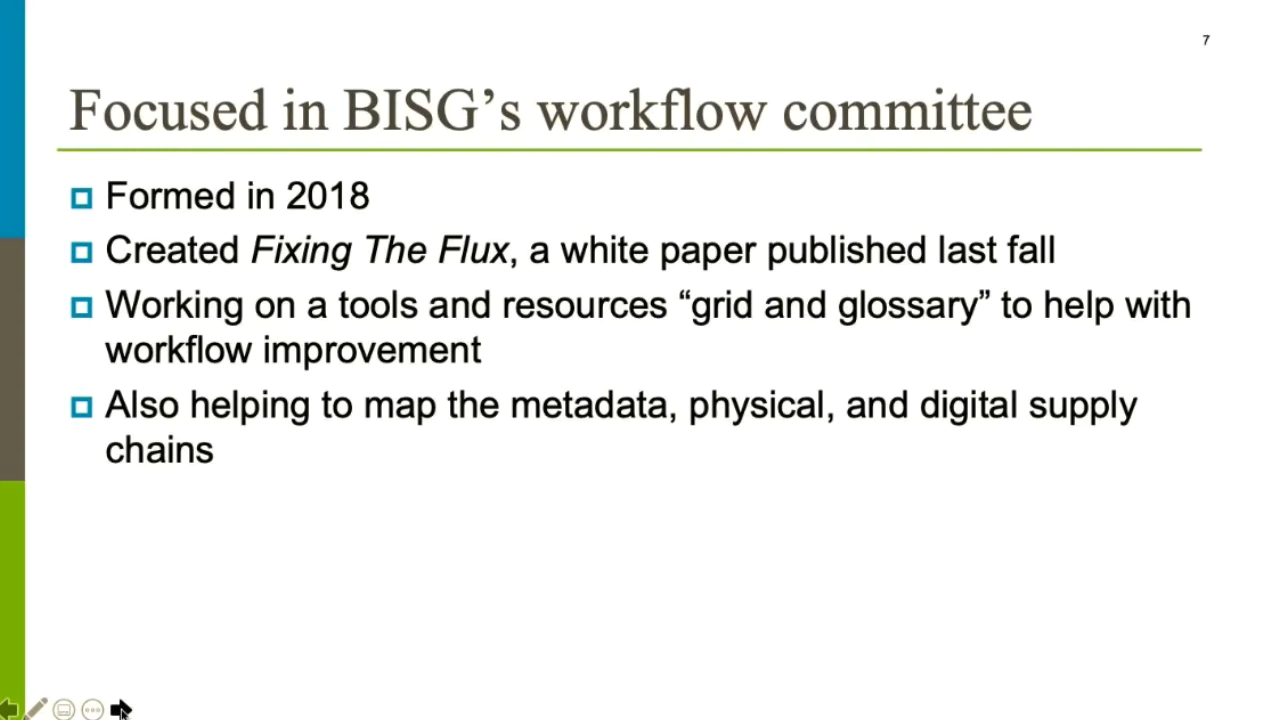 7
Focused in BISG’s workflow committee
Formed in 2018
Created Fixing The Flux, a white paper published last fall
Working on a tools and resources “grid and glossary” to help with
workflow improvement
Also helping to map the metadata, physical, and digital supply
chains